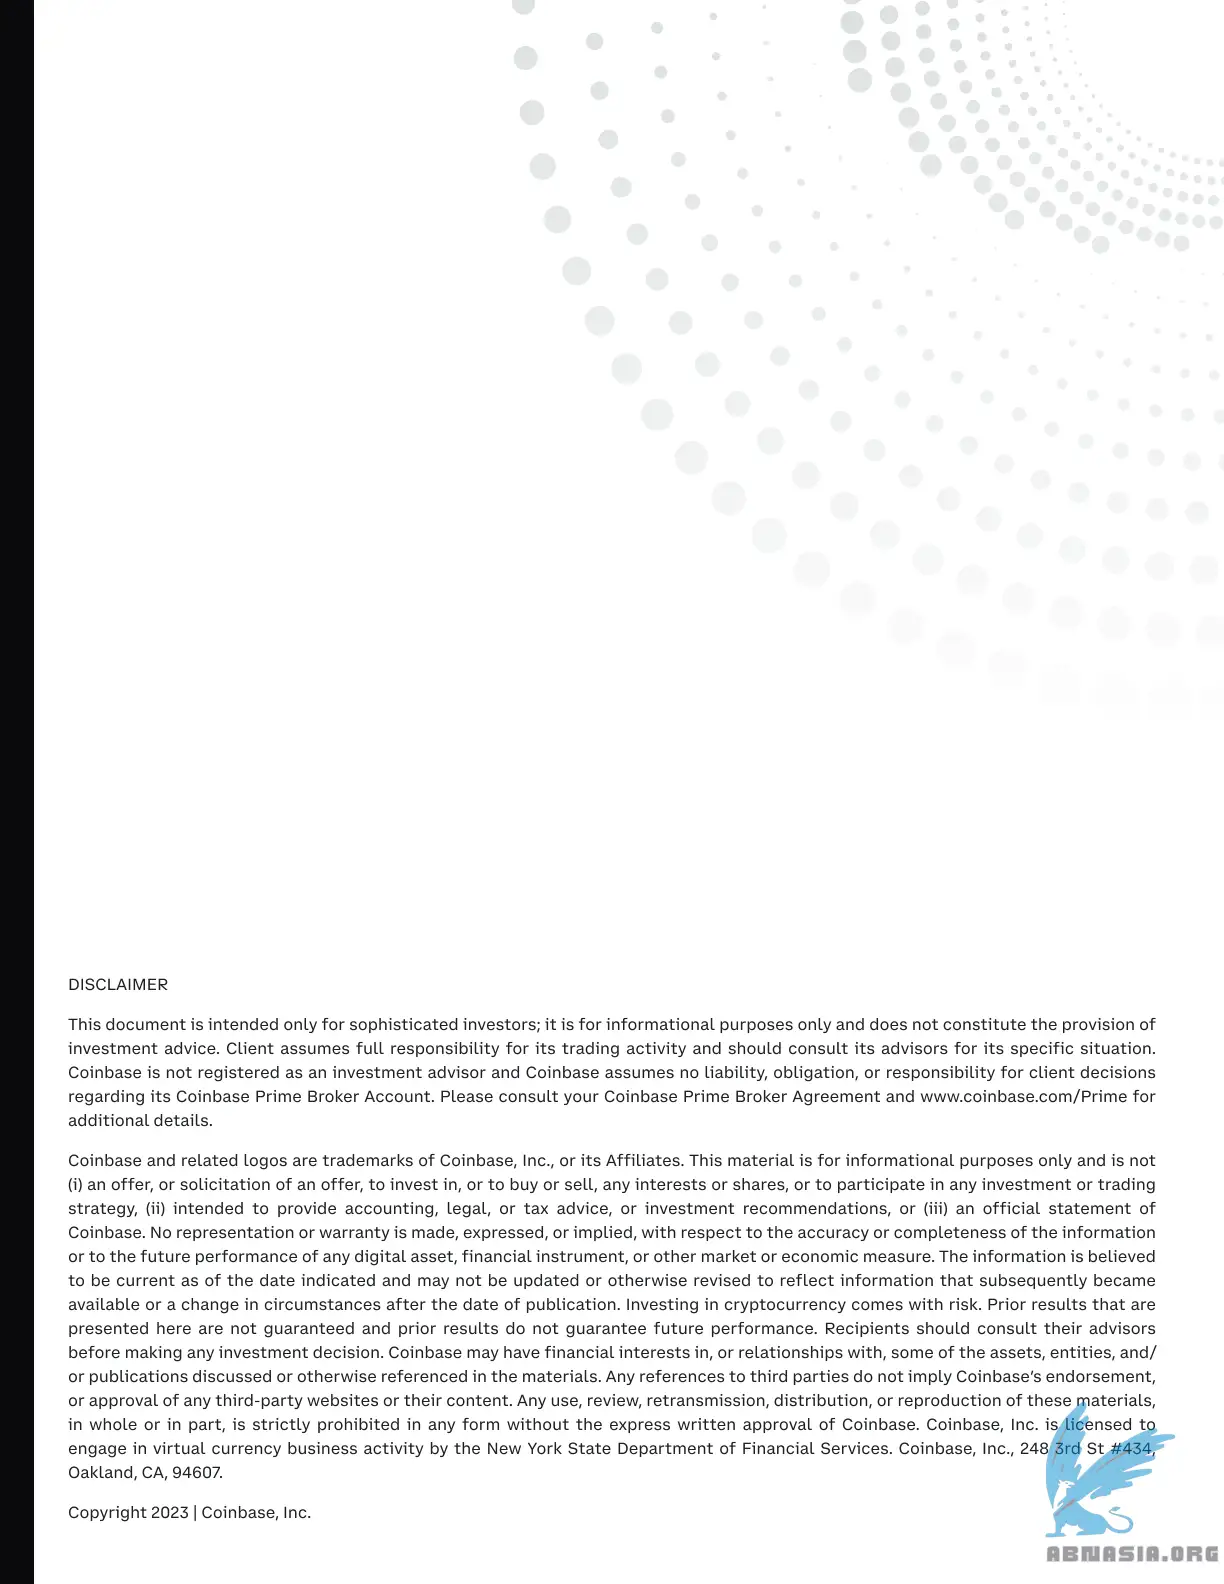 DISCLAIMER
This document is intended only for sophisticated investors; it is for informational purposes only and does not constitute the provision of
investment advice. Client assumes full responsibility for its trading activity and should consult its advisors for its specific situation.
Coinbase is not registered as an investment advisor and Coinbase assumes no liability, obligation, or responsibility for client decisions
regarding its Coinbase Prime Broker Account. Please consult your Coinbase Prime Broker Agreement and www.coinbase.com/Prime for
additional details.
Coinbase and related logos are trademarks of Coinbase, Inc., or its Affiliates. This material is for informational purposes only and is not
(i) an offer, or solicitation of an offer, to invest in, or to buy or sell, any interests or shares, or to participate in any investment or trading
strategy, (ii) intended to provide accounting, legal, or tax advice, or investment recommendations, or (iii) an official statement of
Coinbase. No representation or warranty is made, expressed, or implied, with respect to the accuracy or completeness of the information
or to the future performance of any digital asset, financial instrument, or other market or economic measure. The information is believed
to be current as of the date indicated and may not be updated or otherwise revised to reflect information that subsequently became
available or a change in circumstances after the date of publication. Investing in cryptocurrency comes with risk. Prior results that are
presented here are not guaranteed and prior results do not guarantee future performance. Recipients should consult their advisors
before making any investment decision. Coinbase may have financial interests in, or relationships with, some of the assets, entities, and/
or publications discussed or otherwise referenced in the materials. Any references to third parties do not imply Coinbase’s endorsement,
or approval of any third-party websites or their content. Any use, review, retransmission, distribution, or reproduction of these materials,
in whole or in part, is strictly prohibited in any form without the express written approval of Coinbase. Coinbase, Inc. is licensed to
engage in virtual currency business activity by the New York State Department of Financial Services. Coinbase, Inc., 248 3rd St #434,
Oakland, CA, 94607.
Copyright 2023 | Coinbase, Inc.
ABNASIA.ORG